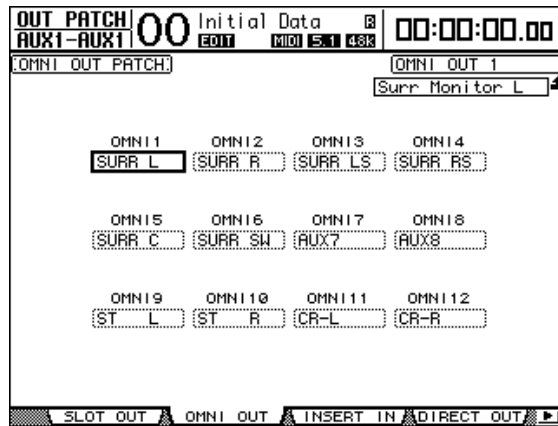 OUT PATCH
AUX1-AUX1
00
Initial Data R
EDIT MIDI 5.1 48k
00:00:00.00
OMNI OUT PATCH
OMNI OUT 1
Surr Monitor L
OMNI1 OMNI2 OMNI3 OMNI4
SURR L SURR R SURR LS SURR RS
OMNI5 OMNI6 OMNI7 OMNI8
SURR C SURR SW AUX7 AUX8
OMNI9 OMNI10 OMNI11 OMNI12
ST L ST R CR-L CR-R
SLOT OUT OMNI OUT INSERT IN DIRECT OUT